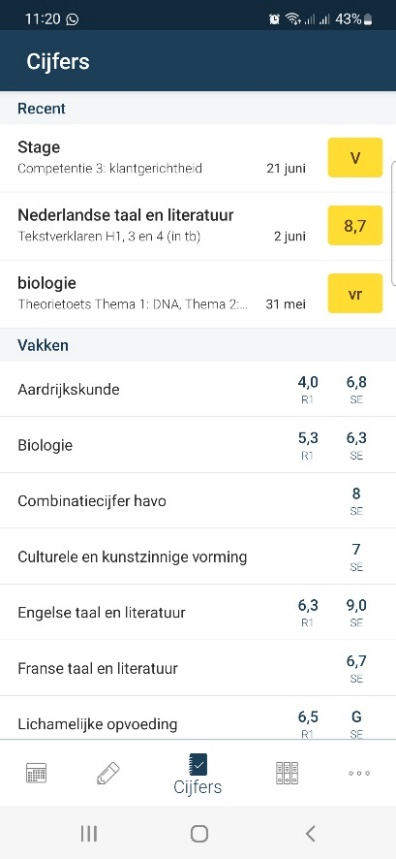 11:20 43%
Cijfers
Recent
Stage
Competentie 3: klantgerichtheid 21 juni V
Nederlandse taal en literatuur
Tekstverklaren H1, 3 en 4 (in tb) 2 juni 8,7
biologie
Theorietoets Thema 1: DNA, Thema 2:... 31 mei vr
Vakken
Aardrijkskunde 4,0 6,8
R1 SE
Biologie 5,3 6,3
R1 SE
Combinatiecijfer havo 8
SE
Culturele en kunstzinnige vorming 7
SE
Engelse taal en literatuur 6,3 9,0
R1 SE
Franse taal en literatuur 6,7
SE
Lichamelijke opvoeding 6,5 G
R1 SE
Cijfers